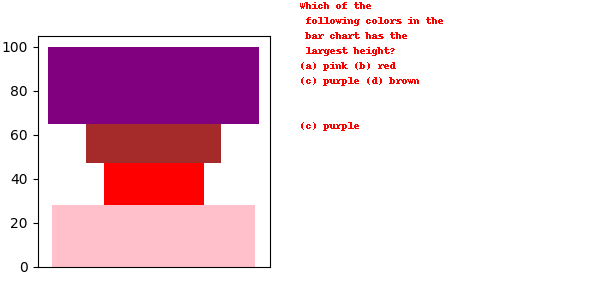 Which of the
following colors in the
bar chart has the
largest height?
(a) pink (b) red
(c) purple (d) brown
(c) purple
100
80
60
40
20
0